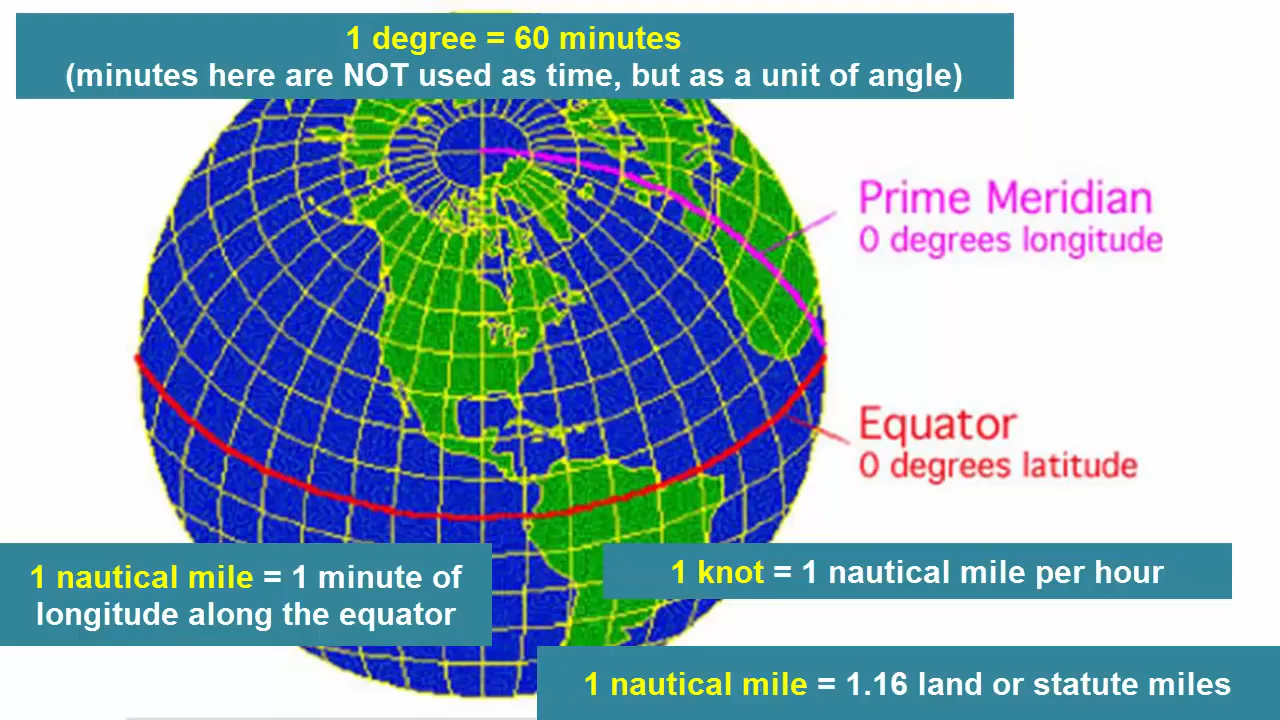 1 degree = 60 minutes
(minutes here are NOT used as time, but as a unit of angle)
Prime Meridian
0 degrees longitude
Equator
0 degrees latitude
1 nautical mile = 1 minute of
longitude along the equator
1 knot = 1 nautical mile per hour
1 nautical mile = 1.16 land or statute miles